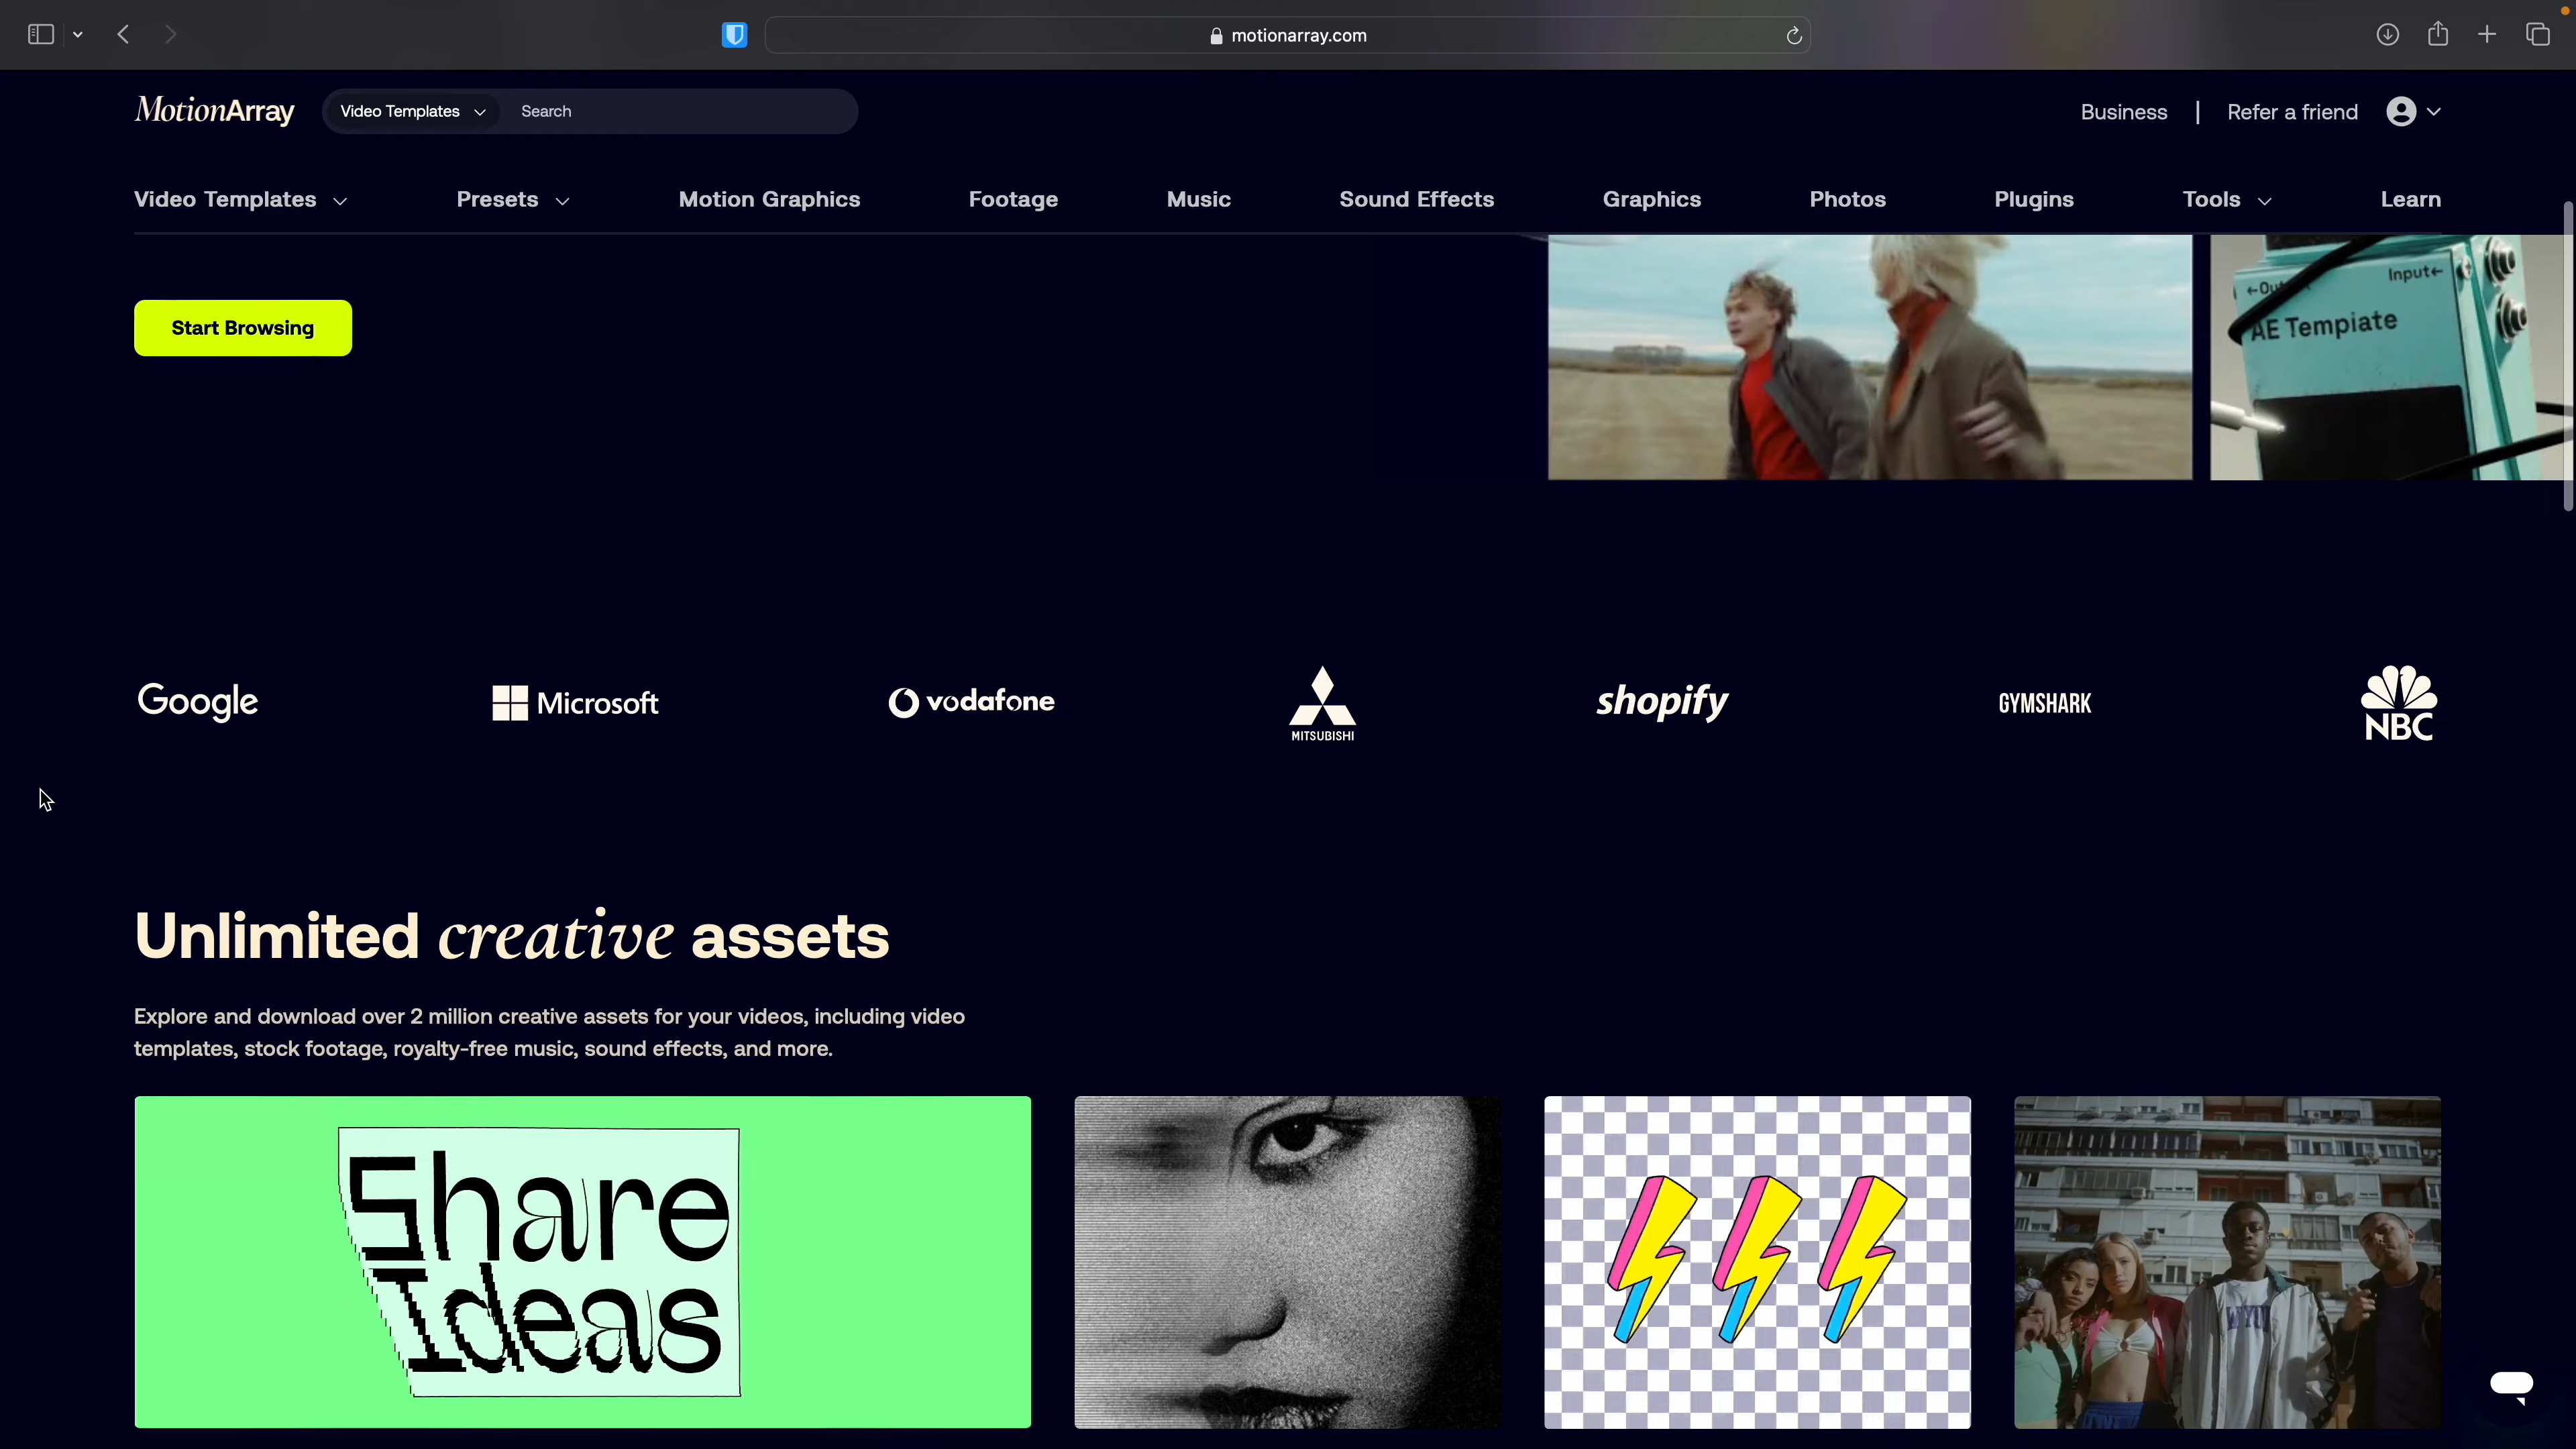 motionarray.com
MotionArray
Video Templates
Search
Business | Refer a friend
Video Templates
Presets
Motion Graphics
Footage
Music
Sound Effects
Graphics
Photos
Plugins
Tools
Learn
Start Browsing
Input←
←Out
AE Template
Google
Microsoft
vodafone
MITSUBISHI
shopify
GYMSHARK
NBC
Unlimited creative assets
Explore and download over 2 million creative assets for your videos, including video
templates, stock footage, royalty-free music, sound effects, and more.
Share
Ideas